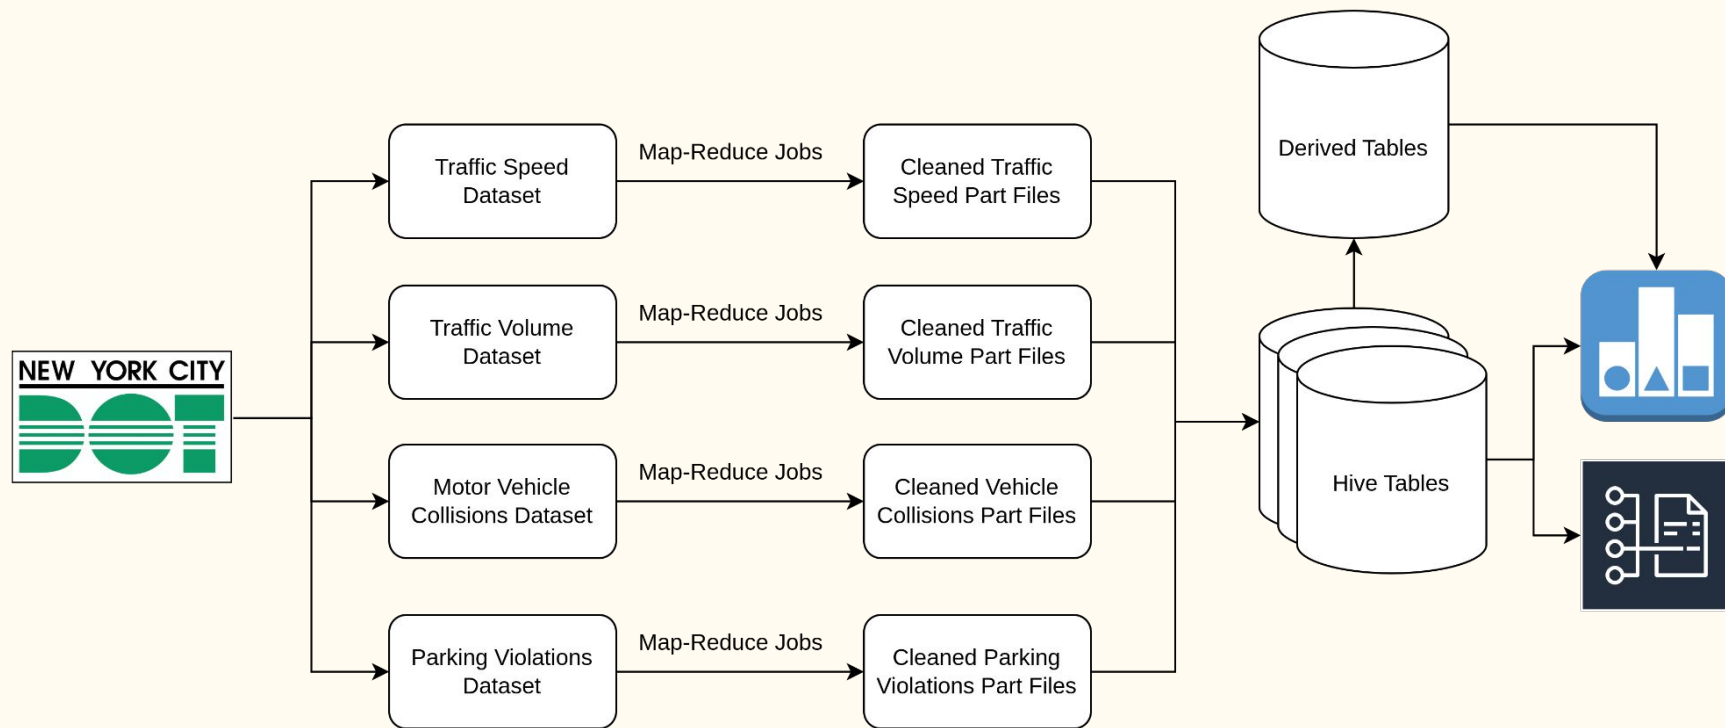 NEW YORK CITY
DOT
Traffic Speed
Dataset
Map-Reduce Jobs
Cleaned Traffic
Speed Part Files
Traffic Volume
Dataset
Map-Reduce Jobs
Cleaned Traffic
Volume Part Files
Motor Vehicle
Collisions Dataset
Map-Reduce Jobs
Cleaned Vehicle
Collisions Part Files
Parking Violations
Dataset
Map-Reduce Jobs
Cleaned Parking
Violations Part Files
Derived Tables
Hive Tables